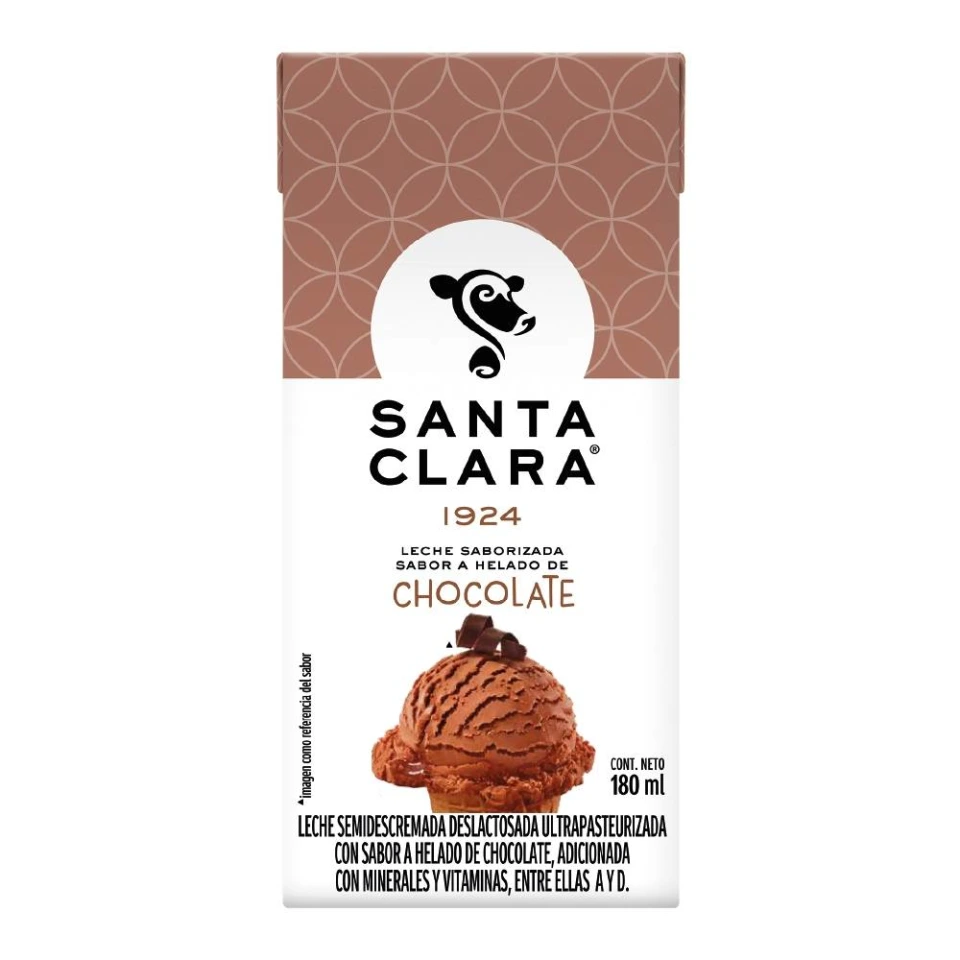 SANTA
CLARA®
1924
LECHE SABORIZADA
SABOR A HELADO DE
CHOCOLATE
*imagen como referencia del sabor
CONT. NETO
180 ml
LECHE SEMIDESCREMADA DESLACTOSADA ULTRAPASTEURIZADA
CON SABOR A HELADO DE CHOCOLATE, ADICIONADA
CON MINERALES Y VITAMINAS, ENTRE ELLAS A Y D.